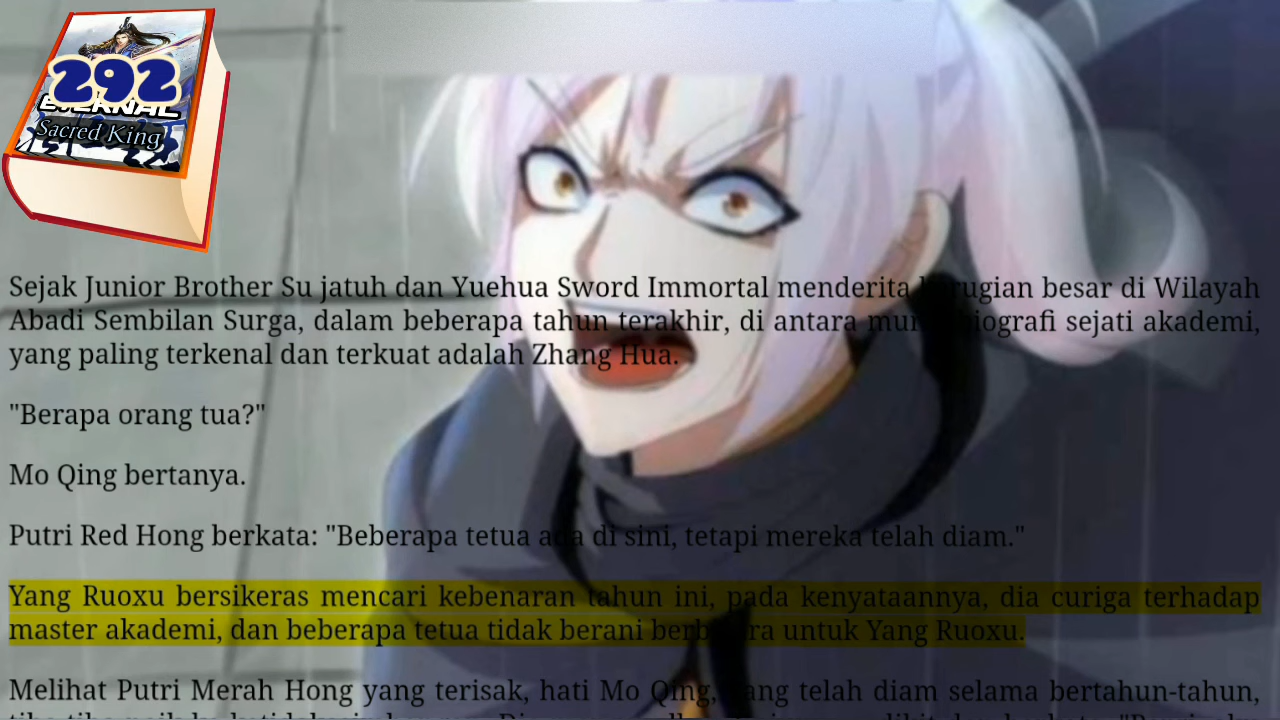 292
ETERNAL
Sacred King
Sejak Junior Brother Su jatuh dan Yuehua Sword Immortal menderita kerugian besar di Wilayah
Abadi Sembilan Surga, dalam beberapa tahun terakhir, di antara biografi sejati akademi,
yang paling terkenal dan terkuat adalah Zhang Hua.
"Berapa orang tua?"
Mo Qing bertanya.
Putri Red Hong berkata: "Beberapa tetua ada di sini, tetapi mereka telah diam."
Yang Ruoxu bersikeras mencari kebenaran tahun ini, pada kenyataannya, dia curiga terhadap
master akademi, dan beberapa tetua tidak berani berbicara untuk Yang Ruoxu.
Melihat Putri Merah Hong yang terisak, hati Mo Qing, yang telah diam selama bertahun-tahun,